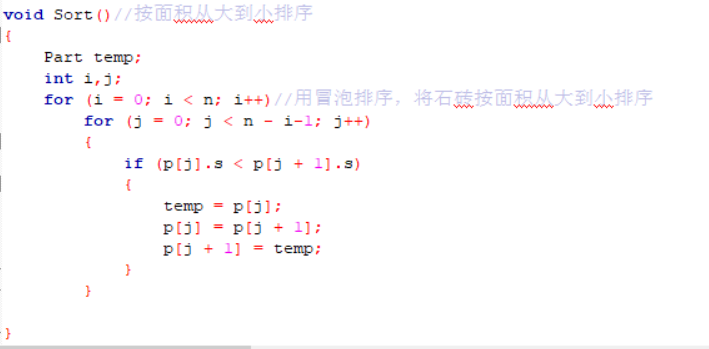 void Sort()//按面积从大到小排序
{
Part temp;
int i,j;
for (i = 0; i < n; i++)//用冒泡排序，将石砖按面积从大到小排序
for (j = 0; j < n - i-1; j++)
{
if (p[j].s < p[j + 1].s)
{
temp = p[j];
p[j] = p[j + 1];
p[j + 1] = temp;
}
}
}